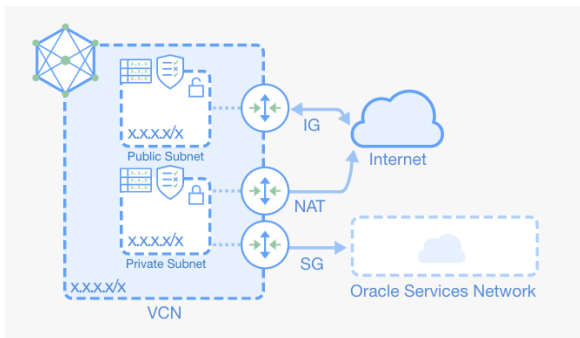 X.X.X.X/X
Public Subnet
IG
Internet
X.X.X.X/X
Private Subnet
NAT
SG
Oracle Services Network
X.X.X.X/X
VCN